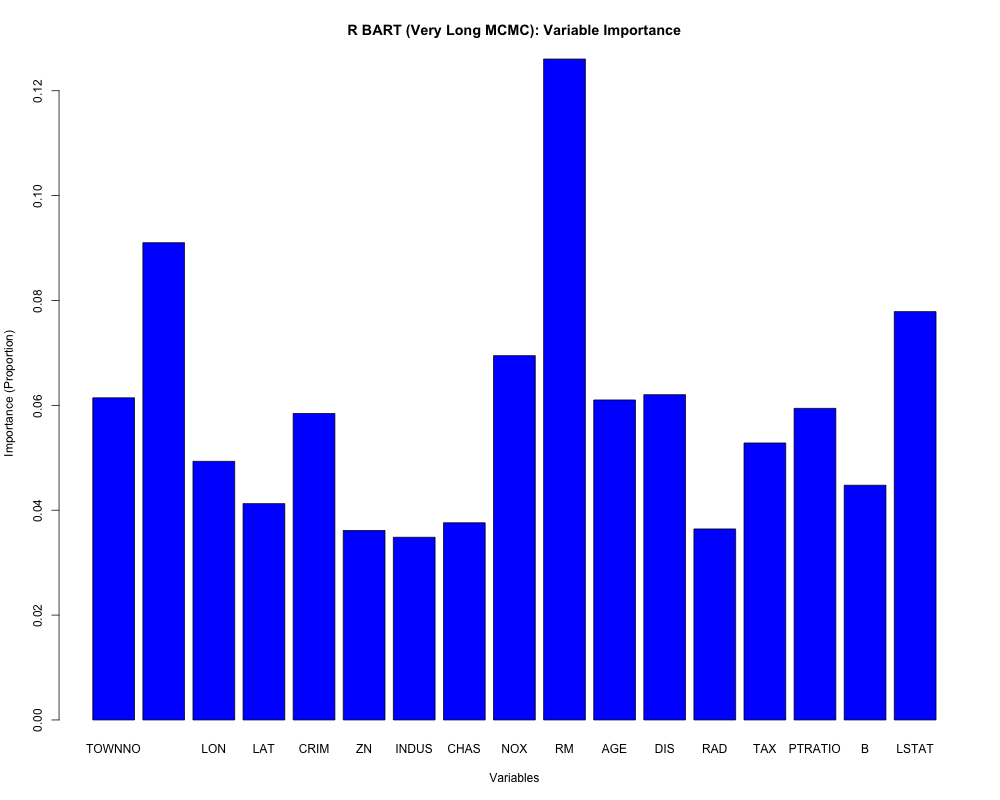 R BART (Very Long MCMC): Variable Importance
0.12
0.10
0.08
0.06
0.04
0.02
0.00
Importance (Proportion)
TOWNNO LON LAT CRIM ZN INDUS CHAS NOX RM AGE DIS RAD TAX PTRATIO B LSTAT
Variables